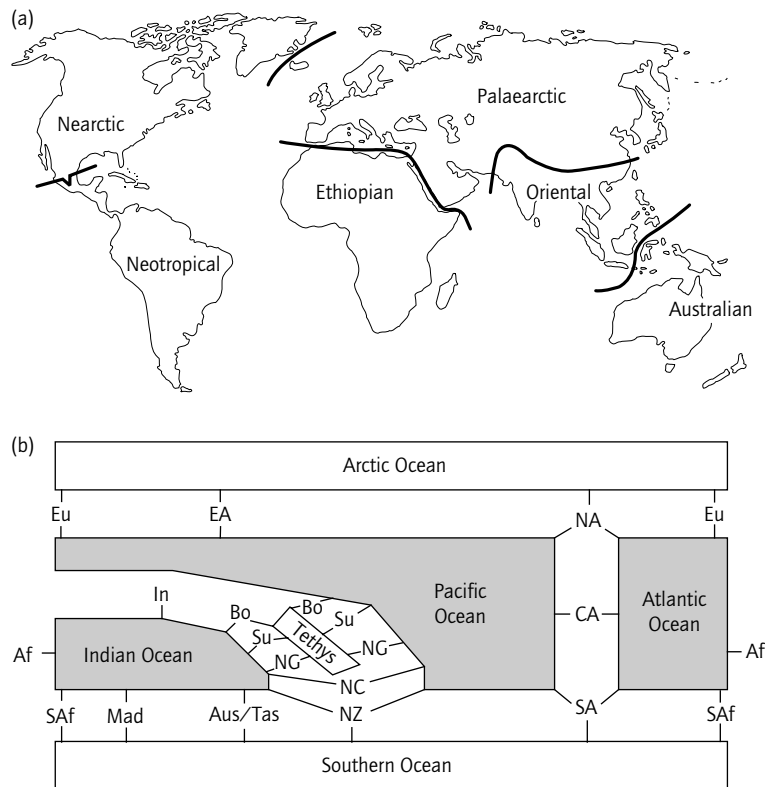 (a)
Nearctic
Palaearctic
Ethiopian
Oriental
Neotropical
Australian
(b)
Arctic Ocean
Eu EA NA Eu
Pacific
Ocean
Atlantic
Ocean
In
Bo Bo
Su Su
Tethys
CA
Af Indian Ocean NG NG Af
NC
SAf Mad Aus/Tas NZ SA SAf
Southern Ocean